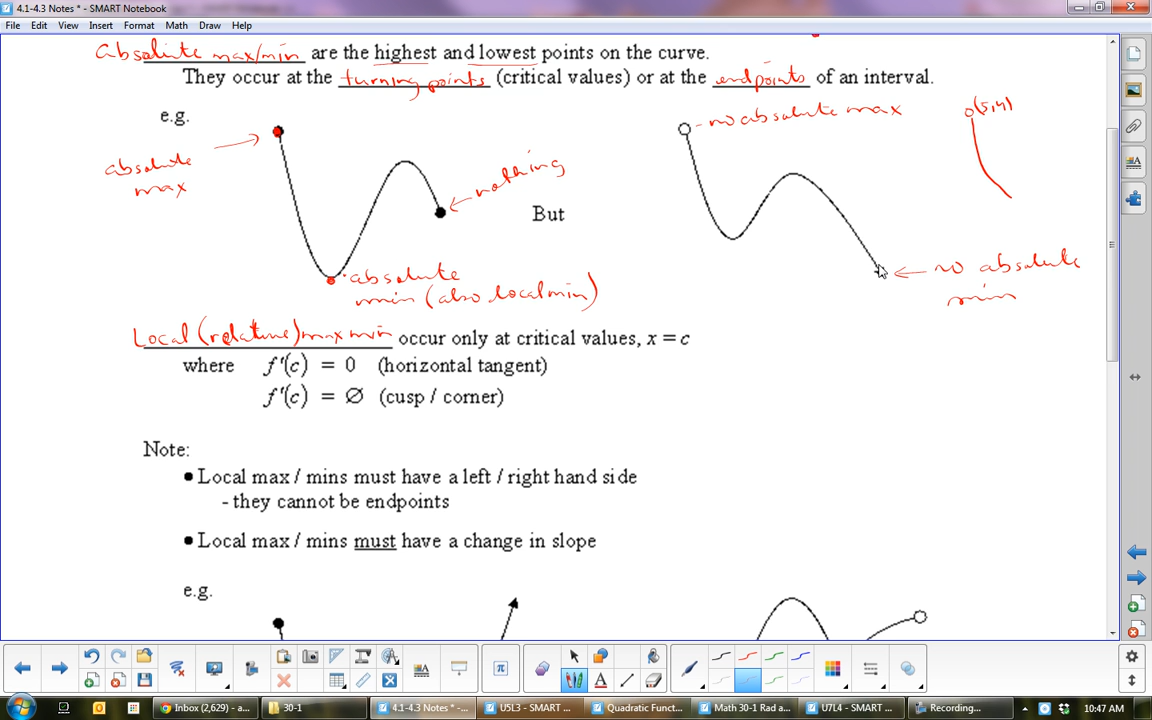 4.1-4.3 Notes * - SMART Notebook
File Edit View Insert Format Math Draw Help
Absolute max/min are the highest and lowest points on the curve.
They occur at the turning points (critical values) or at the endpoints of an interval.
e.g.
absolute
max
nothing
But
no absolute max
(5,4)
absolute
min (also local min)
no absolute
min
Local (relative) max min occur only at critical values, x = c
where f'(c) = 0 (horizontal tangent)
f'(c) = ∅ (cusp / corner)
Note:
● Local max / mins must have a left / right hand side
- they cannot be endpoints
● Local max / mins must have a change in slope
e.g.
Inbox (2,629) - a...
30-1
4.1-4.3 Notes * -...
U5L3 - SMART ...
Quadratic Funct...
Math 30-1 Rad a...
U7L4 - SMART ...
Recording...
10:47 AM